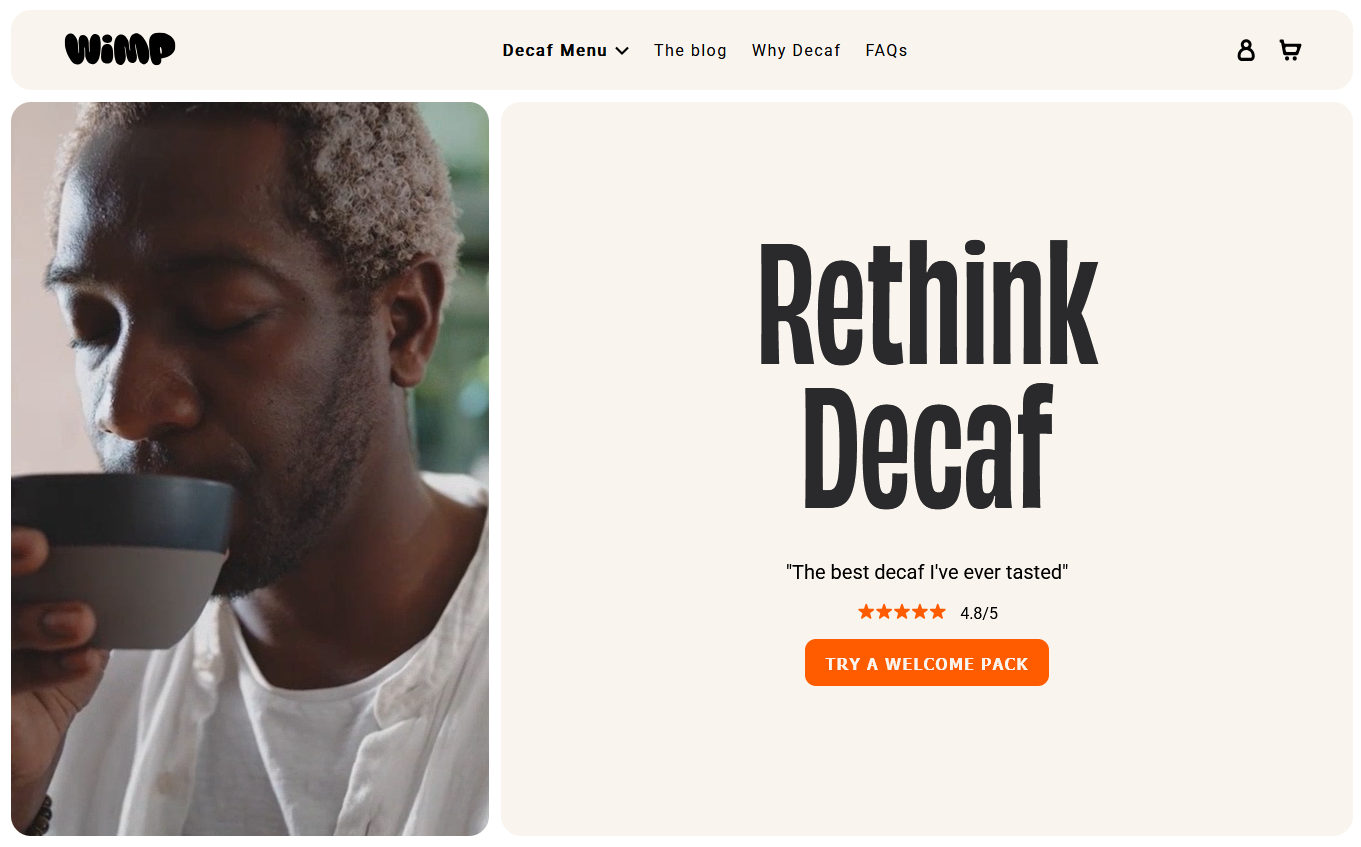 WiMP
Decaf Menu The blog Why Decaf FAQs
Rethink
Decaf
"The best decaf I've ever tasted"
4.8/5
TRY A WELCOME PACK